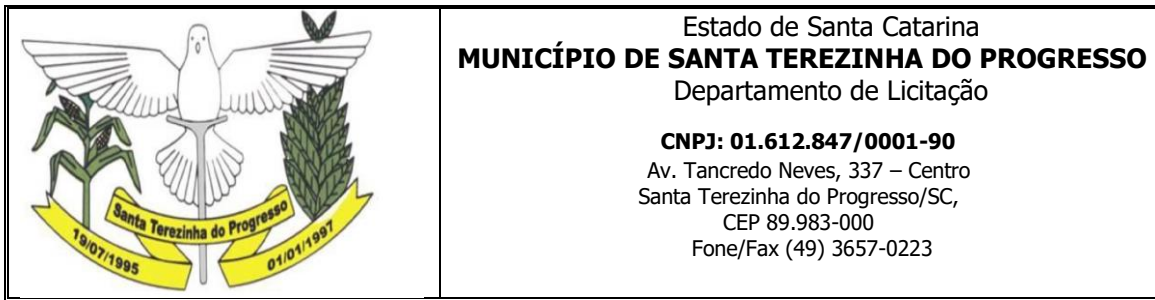 Santa Terezinha do Progresso
19/07/1995
01/01/1997
Estado de Santa Catarina
MUNICÍPIO DE SANTA TEREZINHA DO PROGRESSO
Departamento de Licitação
CNPJ: 01.612.847/0001-90
Av. Tancredo Neves, 337 – Centro
Santa Terezinha do Progresso/SC,
CEP 89.983-000
Fone/Fax (49) 3657-0223